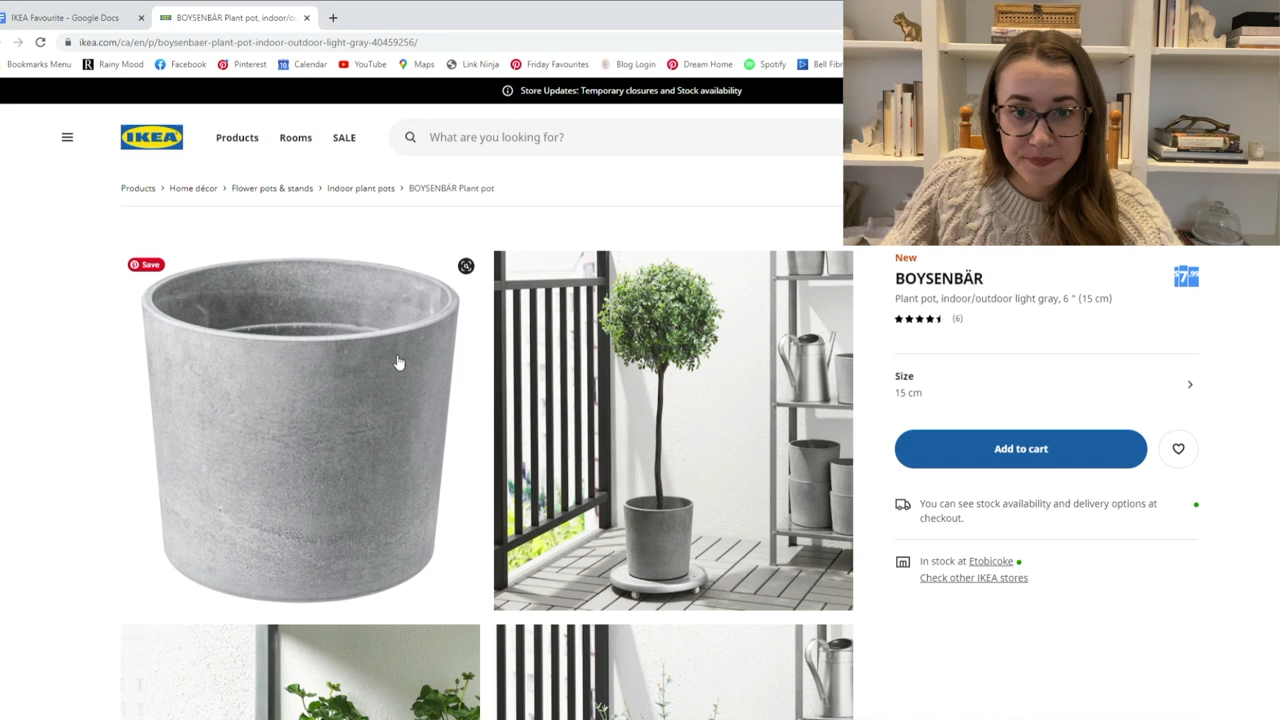 IKEA Favourite - Google Docs
BOYSENBÄR Plant pot, indoor/ou
ikea.com/ca/en/p/boysenbaer-plant-pot-indoor-outdoor-light-gray-40459256/
Bookmarks Menu
Rainy Mood
Facebook
Pinterest
Calendar
YouTube
Maps
Link Ninja
Friday Favourites
Blog Login
Dream Home
Spotify
Bell Fib
Store Updates: Temporary closures and Stock availability
IKEA
Products
Rooms
SALE
What are you looking for?
Products > Home décor > Flower pots & stands > Indoor plant pots > BOYSENBÄR Plant pot
Save
New
BOYSENBÄR
$7.99
Plant pot, indoor/outdoor light gray, 6 " (15 cm)
(6)
Size
15 cm
Add to cart
You can see stock availability and delivery options at
checkout.
In stock at Etobicoke
Check other IKEA stores